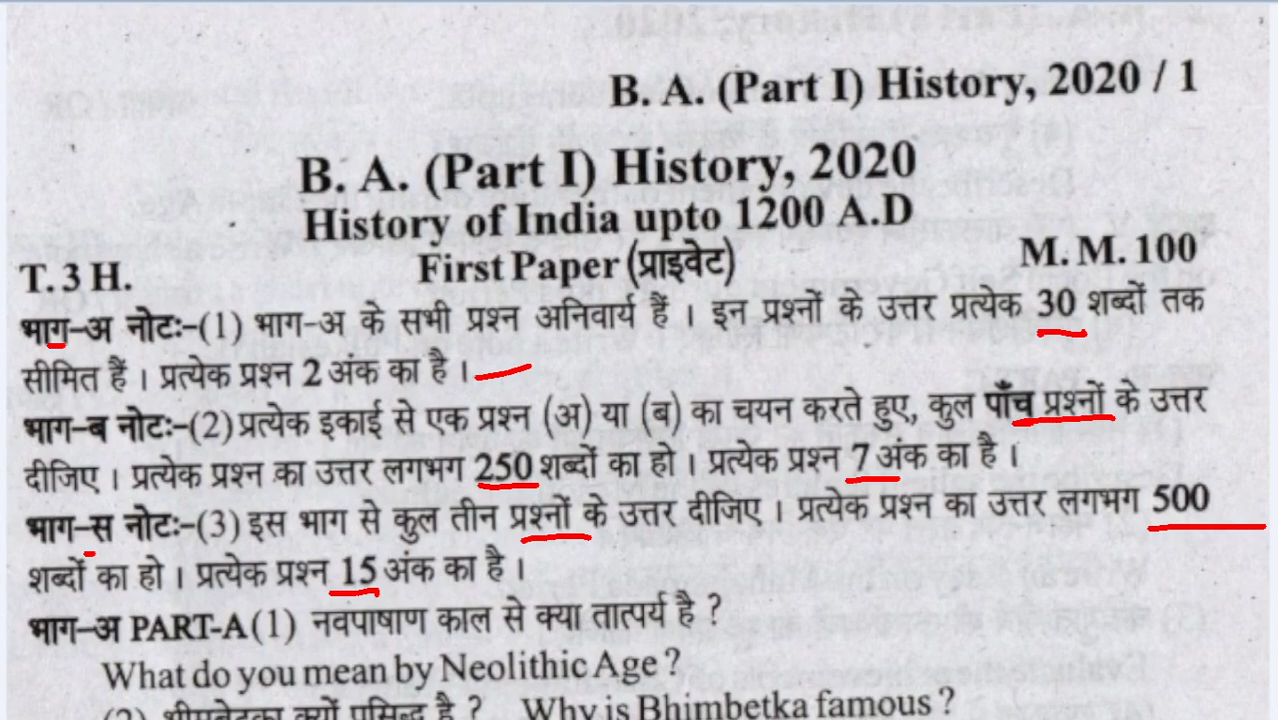 B. A. (Part I) History, 2020 / 1
B. A. (Part I) History, 2020
History of India upto 1200 A.D
T. 3 H. First Paper (प्राइवेट) M. M. 100
भाग-अ नोटः-(1) भाग-अ के सभी प्रश्न अनिवार्य हैं । इन प्रश्नों के उत्तर प्रत्येक 30 शब्दों तक
सीमित हैं । प्रत्येक प्रश्न 2 अंक का है ।
भाग-ब नोटः-(2) प्रत्येक इकाई से एक प्रश्न (अ) या (ब) का चयन करते हुए, कुल पाँच प्रश्नों के उत्तर
दीजिए । प्रत्येक प्रश्न का उत्तर लगभग 250 शब्दों का हो । प्रत्येक प्रश्न 7 अंक का है ।
भाग-स नोटः-(3) इस भाग से कुल तीन प्रश्नों के उत्तर दीजिए । प्रत्येक प्रश्न का उत्तर लगभग 500
शब्दों का हो । प्रत्येक प्रश्न 15 अंक का है ।
भाग-अ PART-A (1) नवपाषाण काल से क्या तात्पर्य है ?
What do you mean by Neolithic Age ?
(2) भीमबेटका क्यों प्रसिद्ध है ? Why is Bhimbetka famous ?